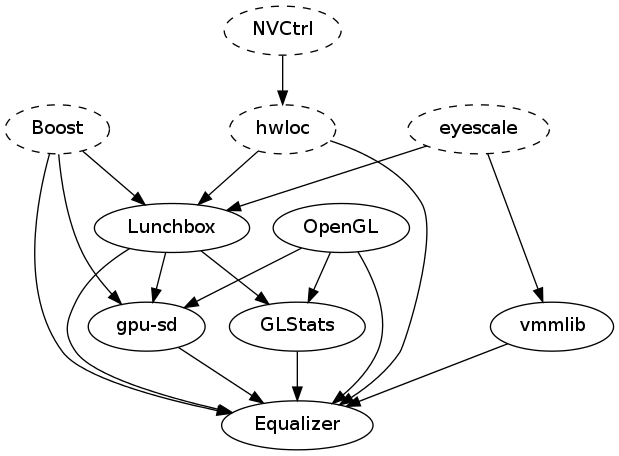 NVCtrl
Boost
hwloc
eyescale
Lunchbox
OpenGL
gpu-sd
GLStats
vmmlib
Equalizer